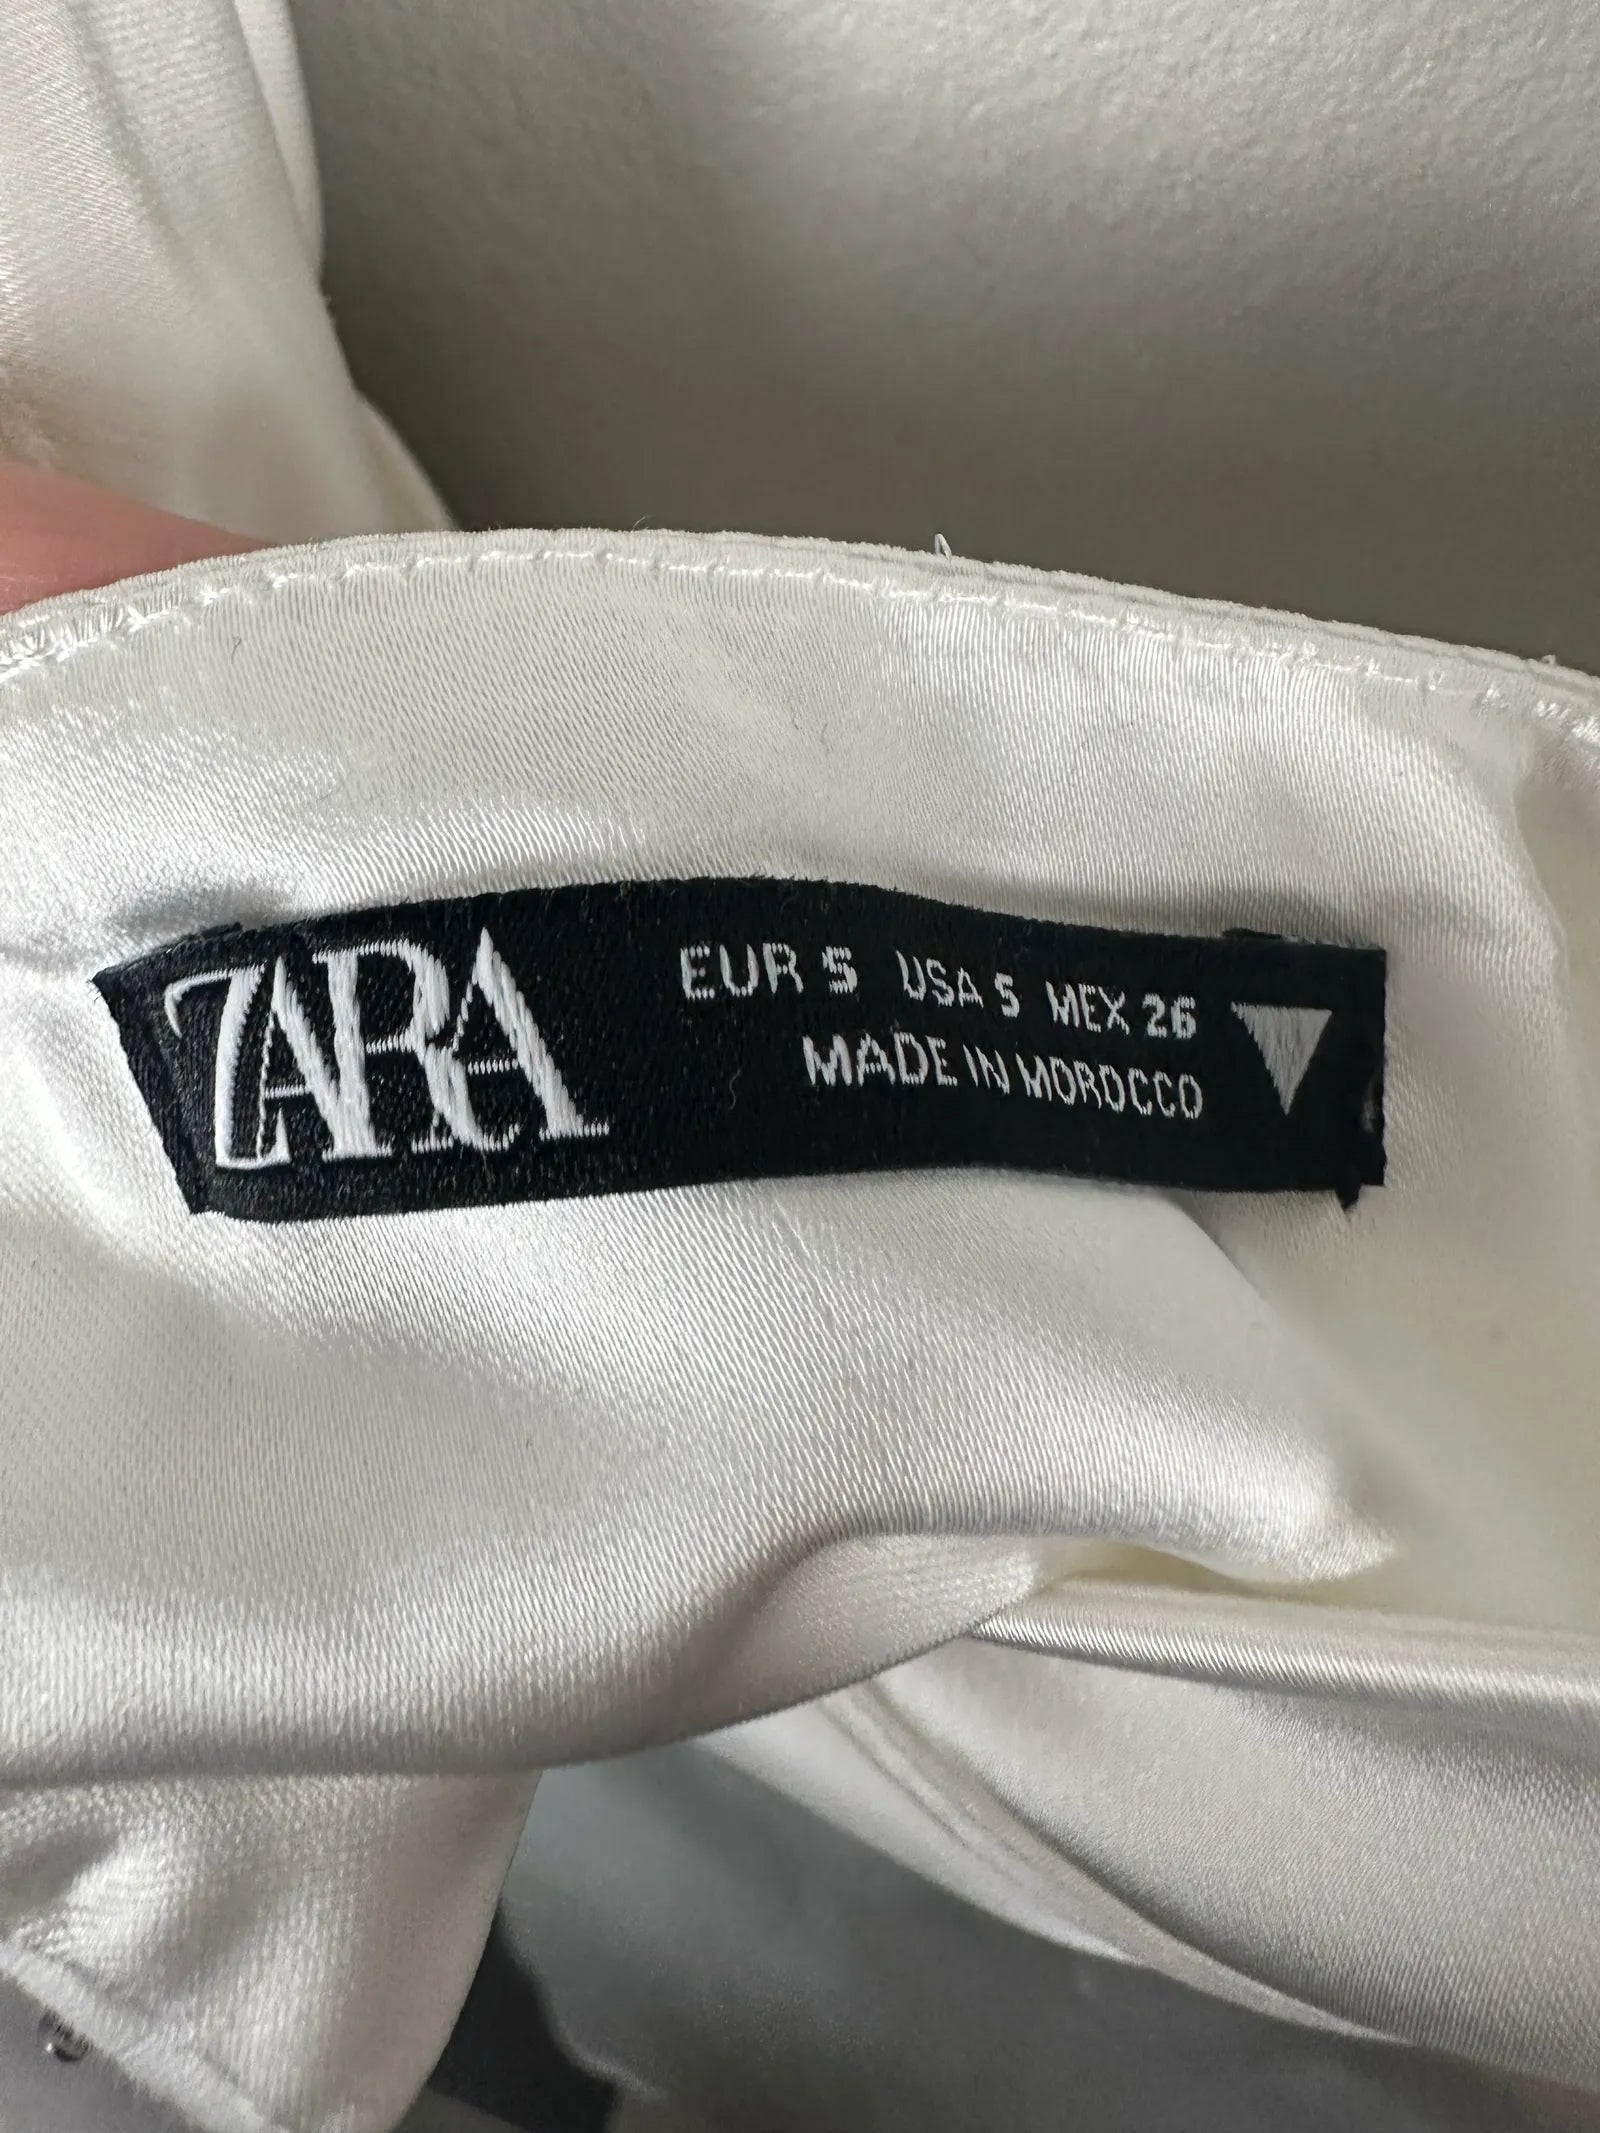 ZARA
EUR S USA S MEX 26
MADE IN MOROCCO